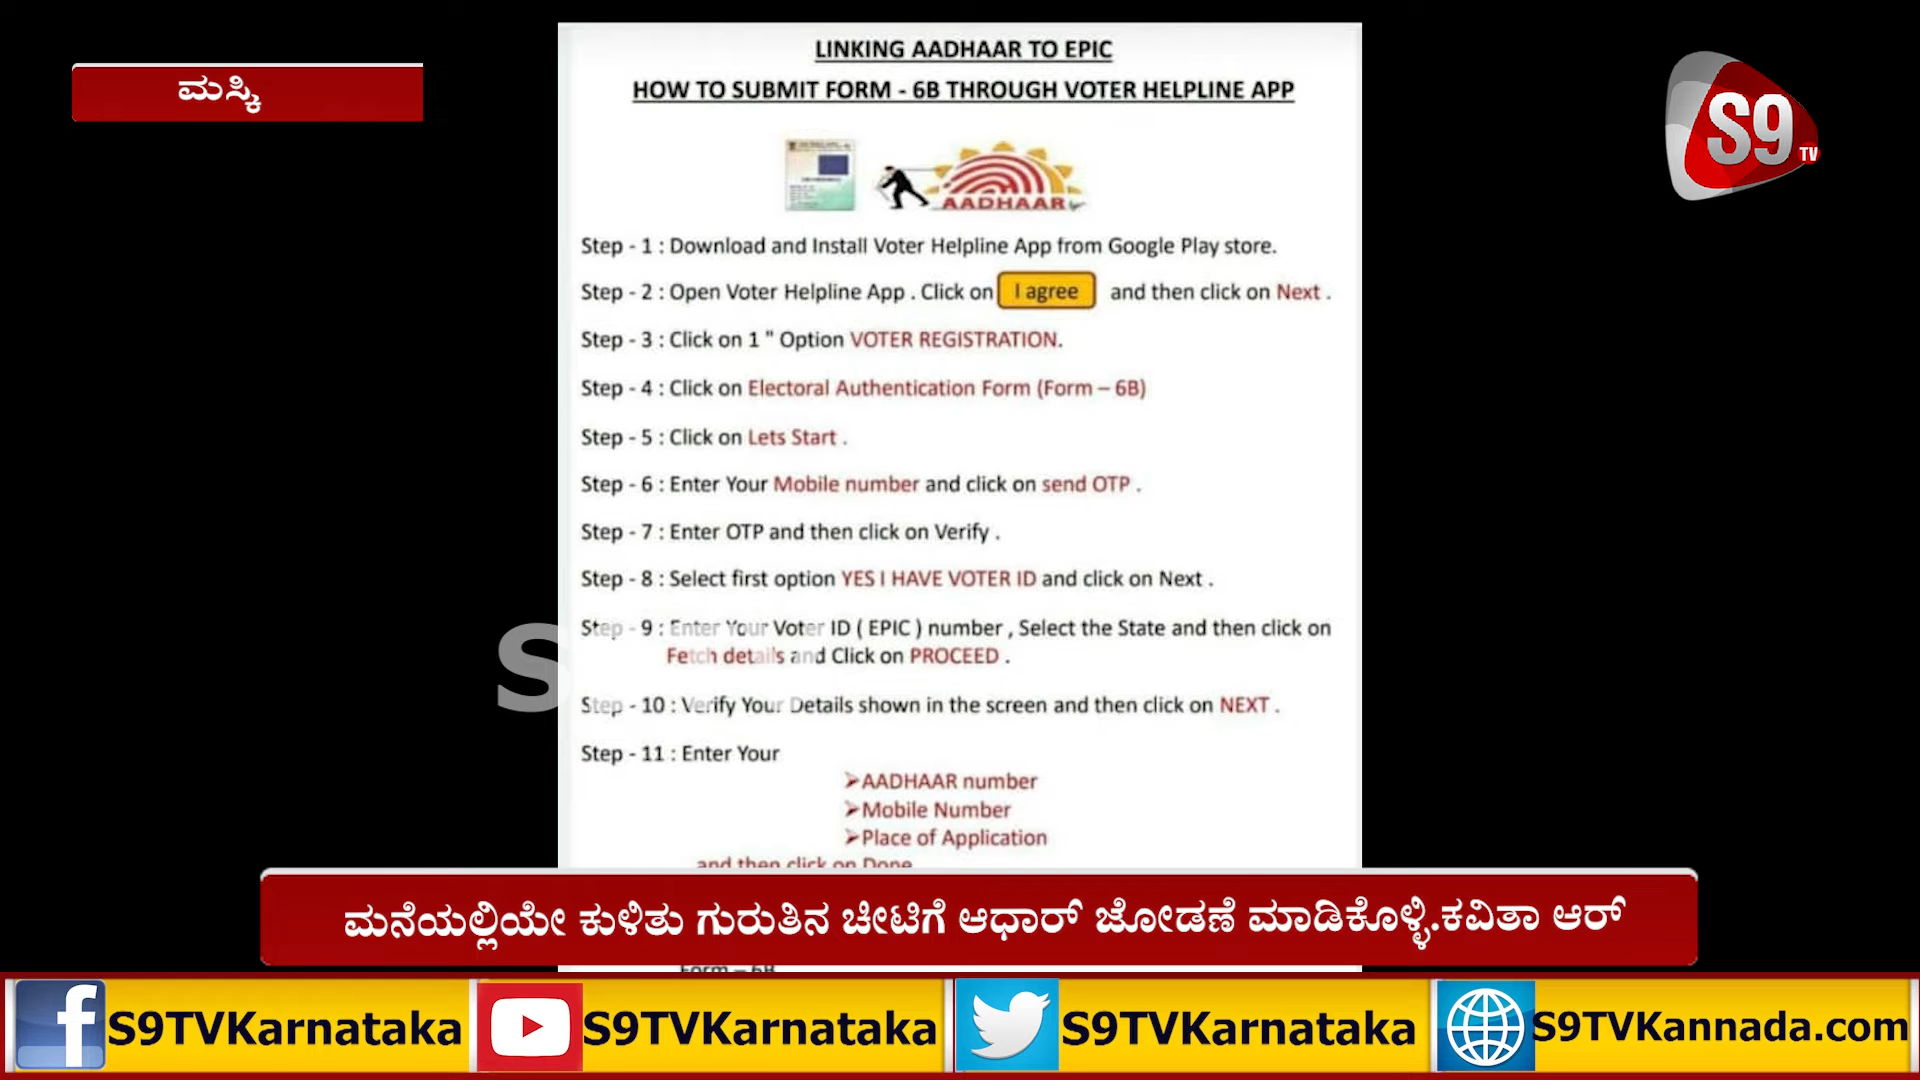 LINKING AADHAAR TO EPIC
HOW TO SUBMIT FORM - 6B THROUGH VOTER HELPLINE APP
ಮಸ್ಕಿ
S9
TV
AADHAAR
Step - 1 : Download and Install Voter Helpline App from Google Play store.
Step - 2 : Open Voter Helpline App . Click on I agree and then click on Next .
Step - 3 : Click on 1 " Option VOTER REGISTRATION.
Step - 4 : Click on Electoral Authentication Form (Form – 6B)
Step - 5 : Click on Lets Start .
Step - 6 : Enter Your Mobile number and click on send OTP .
Step - 7 : Enter OTP and then click on Verify .
Step - 8 : Select first option YES I HAVE VOTER ID and click on Next .
Step - 9 : Enter Your Voter ID ( EPIC ) number , Select the State and then click on
Fetch details and Click on PROCEED .
S
Step - 10 : Verify Your Details shown in the screen and then click on NEXT .
Step - 11 : Enter Your
➢AADHAAR number
➢Mobile Number
➢Place of Application
and then click on Done
ಮನೆಯಲ್ಲಿಯೇ ಕುಳಿತು ಗುರುತಿನ ಚೀಟಿಗೆ ಆಧಾರ್ ಜೋಡಣೆ ಮಾಡಿಕೊಳ್ಳಿ.ಕವಿತಾ ಆರ್
Form – 6B
f S9TVKarnataka S9TVKarnataka S9TVKarnataka S9TVKannada.com